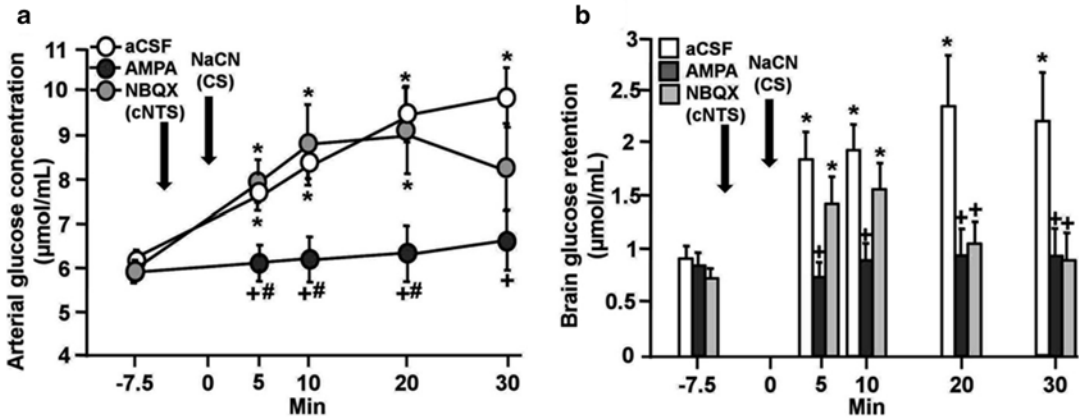 a
Arterial glucose concentration
(µmol/mL)
11
10
9
8
7
6
5
4
aCSF
AMPA
NBQX
(cNTS)
NaCN
(CS)
*
*
*
*
*
*
*
+#
+#
+#
+
-7.5
0
5
10
20
30
Min
b
Brain glucose retention
(µmol/mL)
3
2.5
2
1.5
1
0.5
0
aCSF
AMPA
NBQX
(cNTS)
NaCN
(CS)
*
*
*
*
*
*
+
+
+
+
+
+
-7.5
0
5
10
20
30
Min